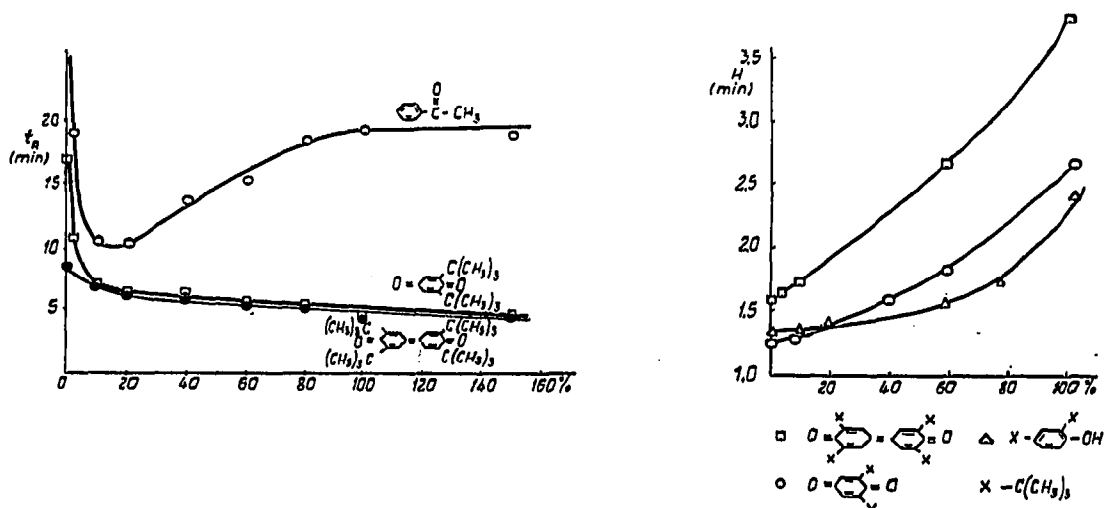 O
C - CH3
20
tR
(min)
15
10
5
C(CH3)3
O = =O
C(CH3)3
(CH3)3C C(CH3)3
O = = =O
(CH3)3C C(CH3)3
0 20 40 60 80 100 120 140 160%
3,5
H
(min)
3,0
2,5
2,0
1,5
1,0
20 40 60 80 100 %
X X X
□ O = = = O △ X - -OH
X X
X
○ O = = O X -C(CH3)3
X